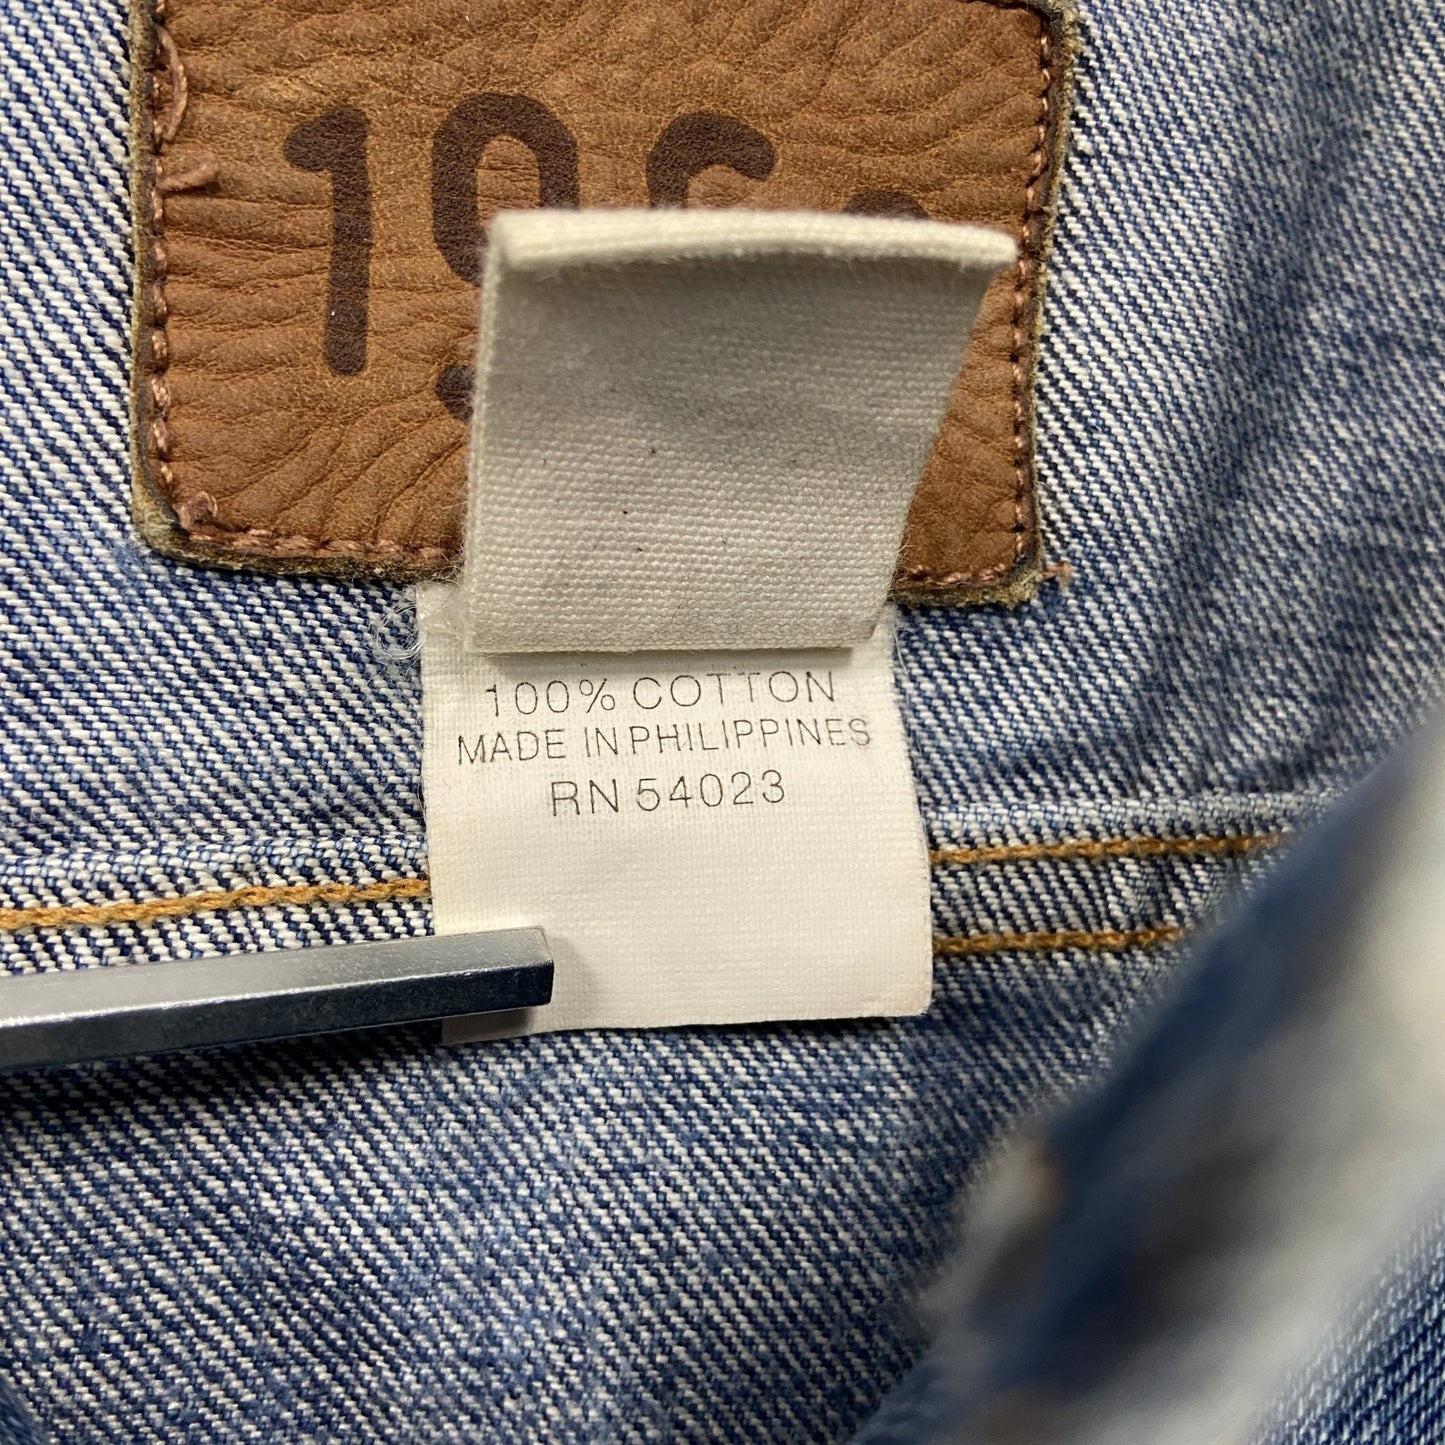 100% COTTON
MADE IN PHILIPPINES
RN 54023